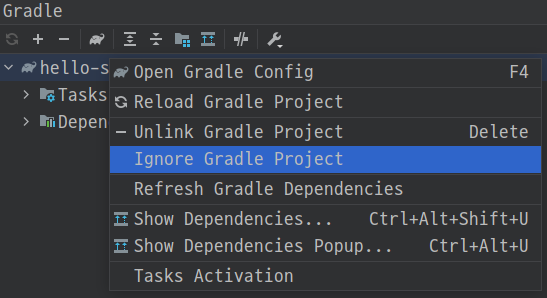 Gradle
hello-s
Open Gradle Config F4
Tasks
Reload Gradle Project
Depen
Unlink Gradle Project Delete
Ignore Gradle Project
Refresh Gradle Dependencies
Show Dependencies... Ctrl+Alt+Shift+U
Show Dependencies Popup... Ctrl+Alt+U
Tasks Activation